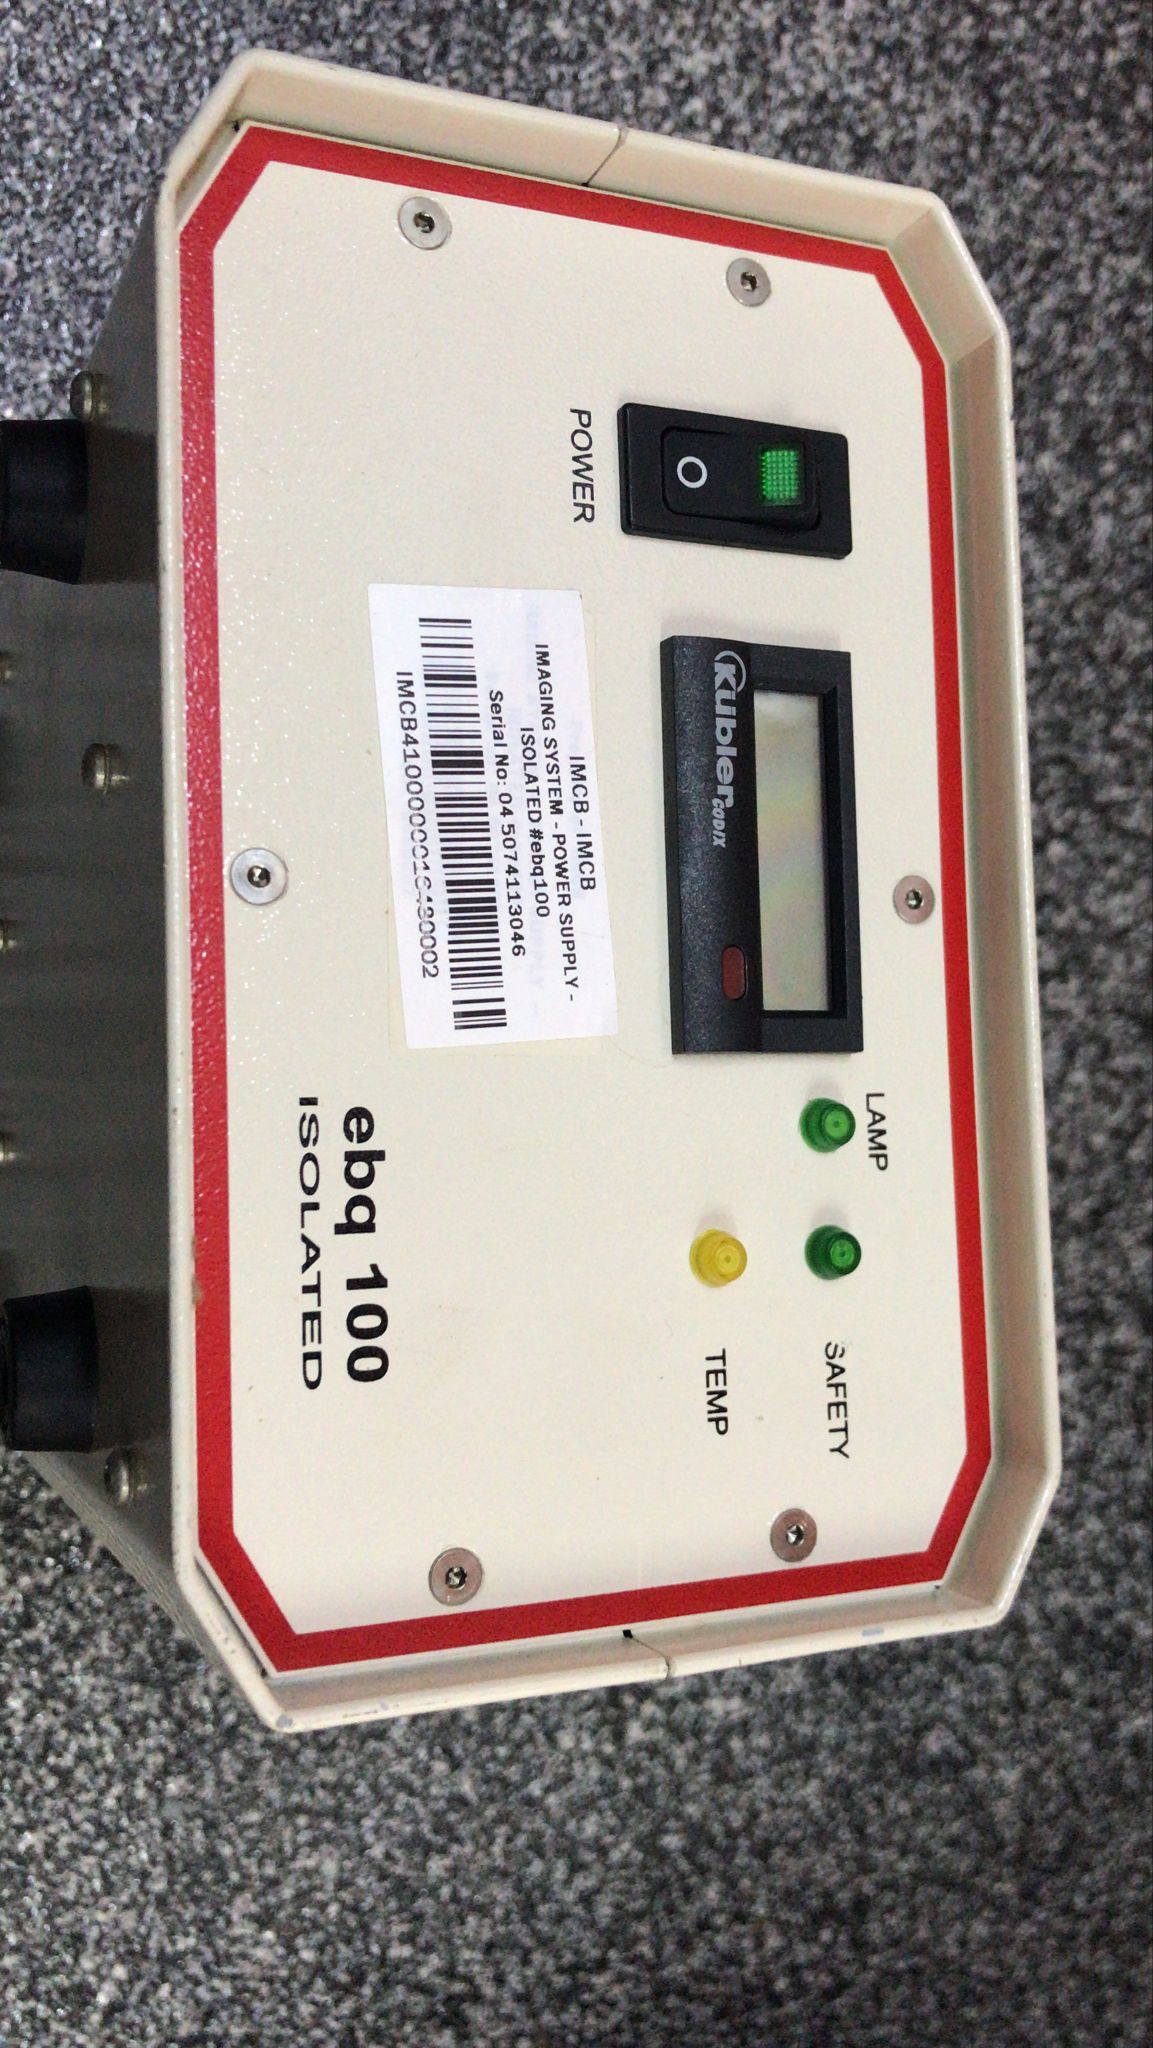 POWER
O
Kübler CODIX
LAMP
SAFETY
TEMP
IMCB - IMCB
IMAGING SYSTEM - POWER SUPPLY -
ISOLATED #ebq100
Serial No: 04 5074113046
ebq 100
ISOLATED